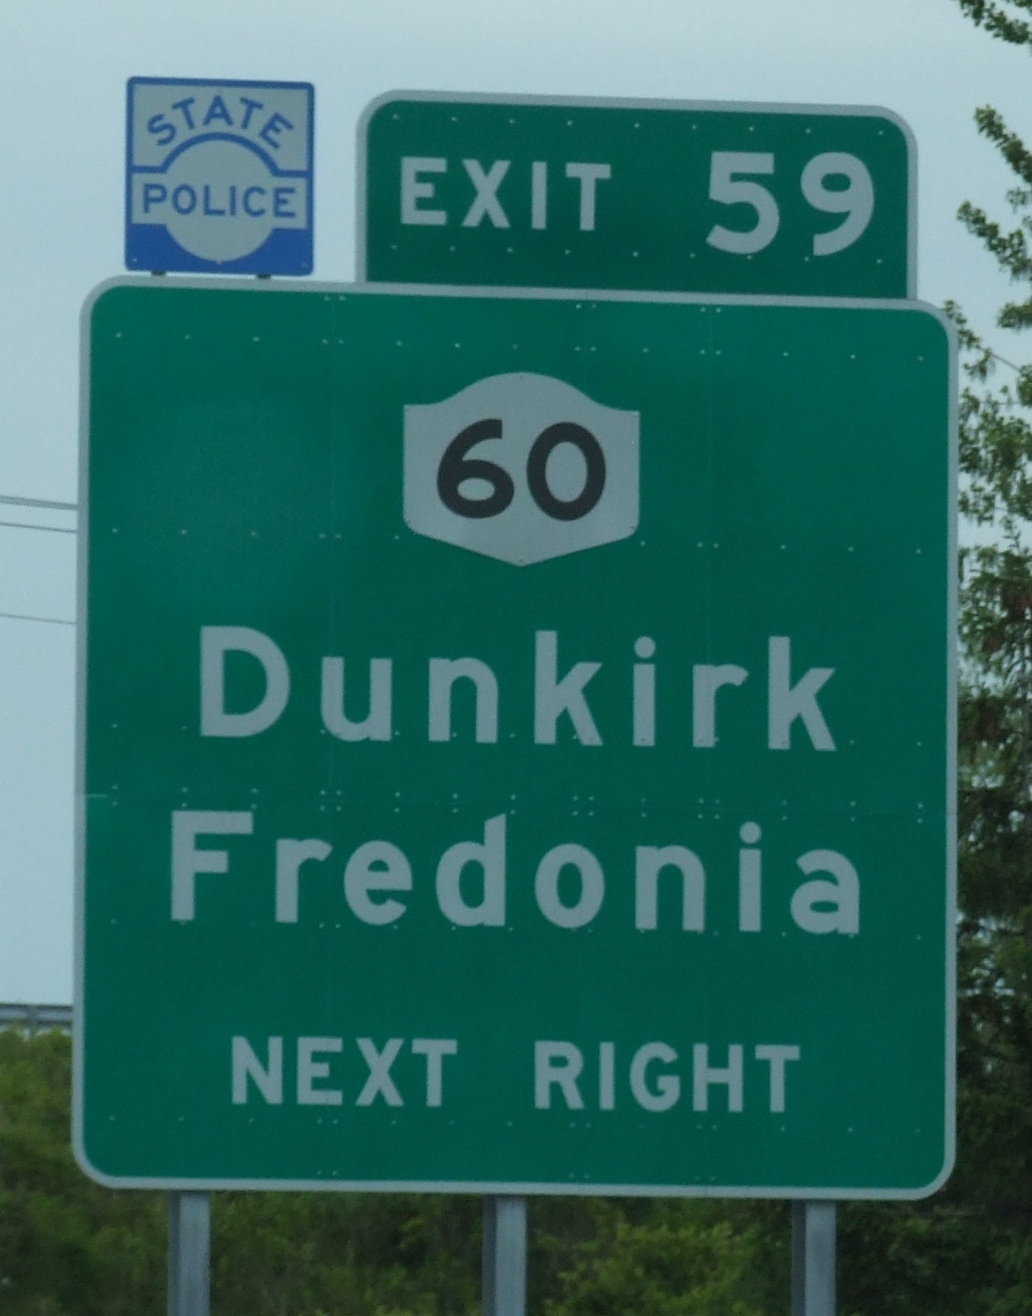 STATE
POLICE
EXIT 59
60
Dunkirk
Fredonia
NEXT RIGHT